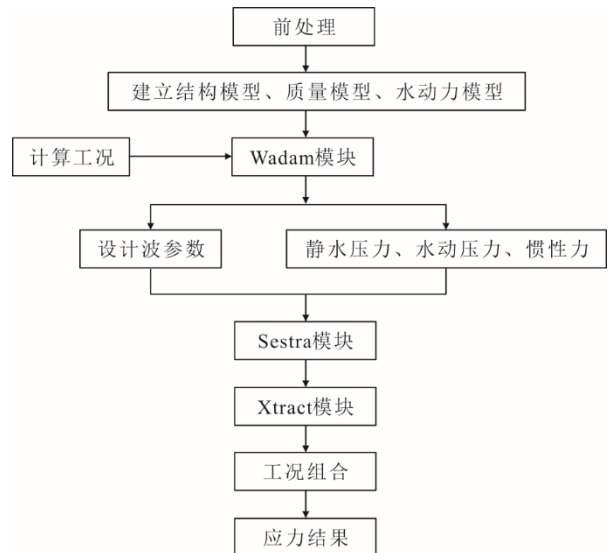 前处理
建立结构模型、质量模型、水动力模型
计算工况
Wadam模块
设计波参数
静水压力、水动压力、惯性力
Sestra模块
Xtract模块
工况组合
应力结果